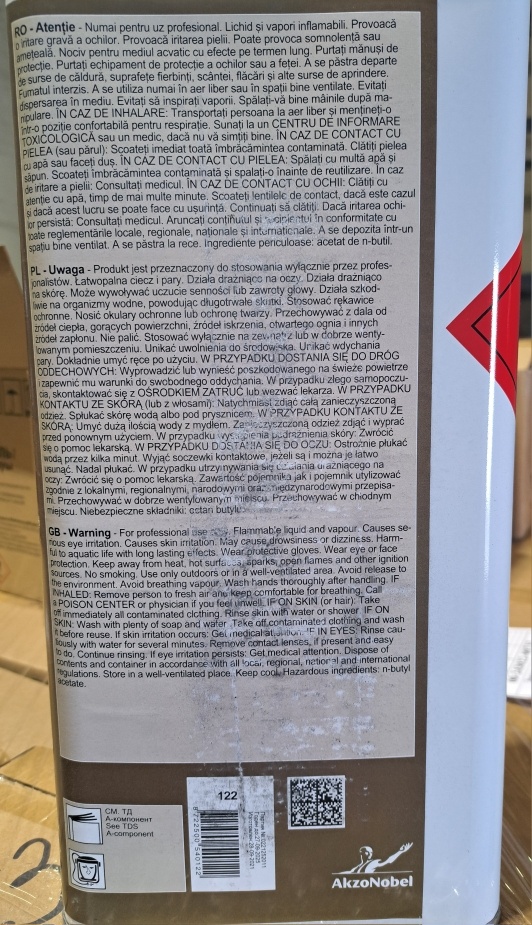 RO - Atenție - Numai pentru uz profesional. Lichid și vapori inflamabili. Provoacă
o iritare gravă a ochilor. Provoacă iritarea pielii. Poate provoca somnolență sau
amețeală. Nociv pentru mediul acvatic cu efecte pe termen lung. Purtați mănuși de
protecție. Purtați echipament de protecție a ochilor sau a feței. A se păstra departe
de surse de căldură, suprafețe fierbinți, scântei, flăcări și alte surse de aprindere.
Fumatul interzis. A se utiliza numai în aer liber sau în spații bine ventilate. Evitați
dispersarea în mediu. Evitați să inspirați vaporii. Spălați-vă bine mâinile după ma-
nipulare. ÎN CAZ DE INHALARE: Transportați persoana la aer liber și mențineți-o
într-o poziție confortabilă pentru respirație. Sunați la un CENTRU DE INFORMARE
TOXICOLOGICĂ sau un medic, dacă nu vă simțiți bine. ÎN CAZ DE CONTACT CU
PIELEA (sau părul): Scoateți imediat toată îmbrăcămintea contaminată. Clătiți pielea
cu apă sau faceți duș. ÎN CAZ DE CONTACT CU PIELEA: Spălați cu multă apă și
săpun. Scoateți îmbrăcămintea contaminată și spalați-o înainte de reutilizare. În caz
de iritare a pielii: Consultați medicul. ÎN CAZ DE CONTACT CU OCHII: Clătiți cu
atenție cu apă, timp de mai multe minute. Scoateți lentilele de contact, dacă este cazul
și dacă acest lucru se poate face cu ușurință. Continuați să clătiți. Dacă iritarea ochi-
lor persistă: Consultați medicul. Aruncați conținutul și recipientul în conformitate cu
toate reglementările locale, regionale, naționale și internaționale. A se depozita într-un
spațiu bine ventilat. A se păstra la rece. Ingrediente periculoase: acetat de n-butil.
PL - Uwaga - Produkt jest przeznaczony do stosowania wyłącznie przez profes-
jonalistów. Łatwopalna ciecz i pary. Działa drażniąco na oczy. Działa drażniąco
na skórę. Może wywoływać uczucie senności lub zawroty głowy. Działa szkod-
liwie na organizmy wodne, powodując długotrwałe skutki. Stosować rękawice
ochronne. Nosić okulary ochronne lub ochronę twarzy. Przechowywać z dala od
źródeł ciepła, gorących powierzchni, źródeł iskrzenia, otwartego ognia i innych
źródeł zapłonu. Nie palić. Stosować wyłącznie na zewnątrz lub w dobrze wenty-
lowanym pomieszczeniu. Unikać uwolnienia do środowiska. Unikać wdychania
pary. Dokładnie umyć ręce po użyciu. W PRZYPADKU DOSTANIA SIĘ DO DRÓG
ODDECHOWYCH: Wyprowadzić lub wynieść poszkodowanego na świeże powietrze
i zapewnić mu warunki do swobodnego oddychania. W przypadku złego samopoczu-
cia, skontaktować się z OŚRODKIEM ZATRUĆ lub wezwać lekarza. W PRZYPADKU
KONTAKTU ZE SKÓRĄ (lub z włosami): Natychmiast zdjąć całą zanieczyszczoną
odzież. Spłukać skórę wodą albo pod prysznicem. W PRZYPADKU KONTAKTU ZE
SKÓRĄ: Umyć dużą ilością wody z mydłem. Zanieczyszczoną odzież zdjąć i wyprać
przed ponownym użyciem. W przypadku wystąpienia podrażnienia skóry: Zwrócić
się o pomoc lekarską. W PRZYPADKU DOSTANIA SIĘ DO OCZU: Ostrożnie płukać
wodą przez kilka minut. Wyjąć soczewki kontaktowe, jeżeli są i można je łatwo
usunąć. Nadal płukać. W przypadku utrzymywania się działania drażniącego na
oczy: Zwrócić się o pomoc lekarską. Zawartość pojemnika jak i pojemnik utylizować
zgodnie z lokalnymi, regionalnymi, narodowymi oraz międzynarodowymi przepisa-
mi. Przechowywać w dobrze wentylowanym miejscu. Przechowywać w chłodnym
miejscu. Niebezpieczne składniki: octan butylu.
GB - Warning - For professional use only. Flammable liquid and vapour. Causes se-
Causes eye irritation. Causes skin irritation. May cause drowsiness or dizziness. Harm-
ful to aquatic life with long lasting effects. Wear protective gloves. Wear eye or face
protection. Keep away from heat, hot surfaces, sparks, open flames and other ignition
sources. No smoking. Use only outdoors or in a well-ventilated area. Avoid release to
the environment. Avoid breathing vapour. Wash hands thoroughly after handling. IF
INHALED: Remove person to fresh air and keep comfortable for breathing. Call
a POISON CENTER or physician if you feel unwell. IF ON SKIN (or hair): Take
off immediately all contaminated clothing. Rinse skin with water or shower. IF ON
SKIN: Wash with plenty of soap and water. Take off contaminated clothing and wash
it before reuse. If skin irritation occurs: Get medical attention. IF IN EYES: Rinse cau-
tiously with water for several minutes. Remove contact lenses, if present and easy
to do. Continue rinsing. If eye irritation persists: Get medical attention. Dispose of
contents and container in accordance with all local, regional, national and international
regulations. Store in a well-ventilated place. Keep cool. Hazardous ingredients: n-butyl
acetate.
СМ. ТД
А-компонент
See TDS
A-component
122
AkzoNobel